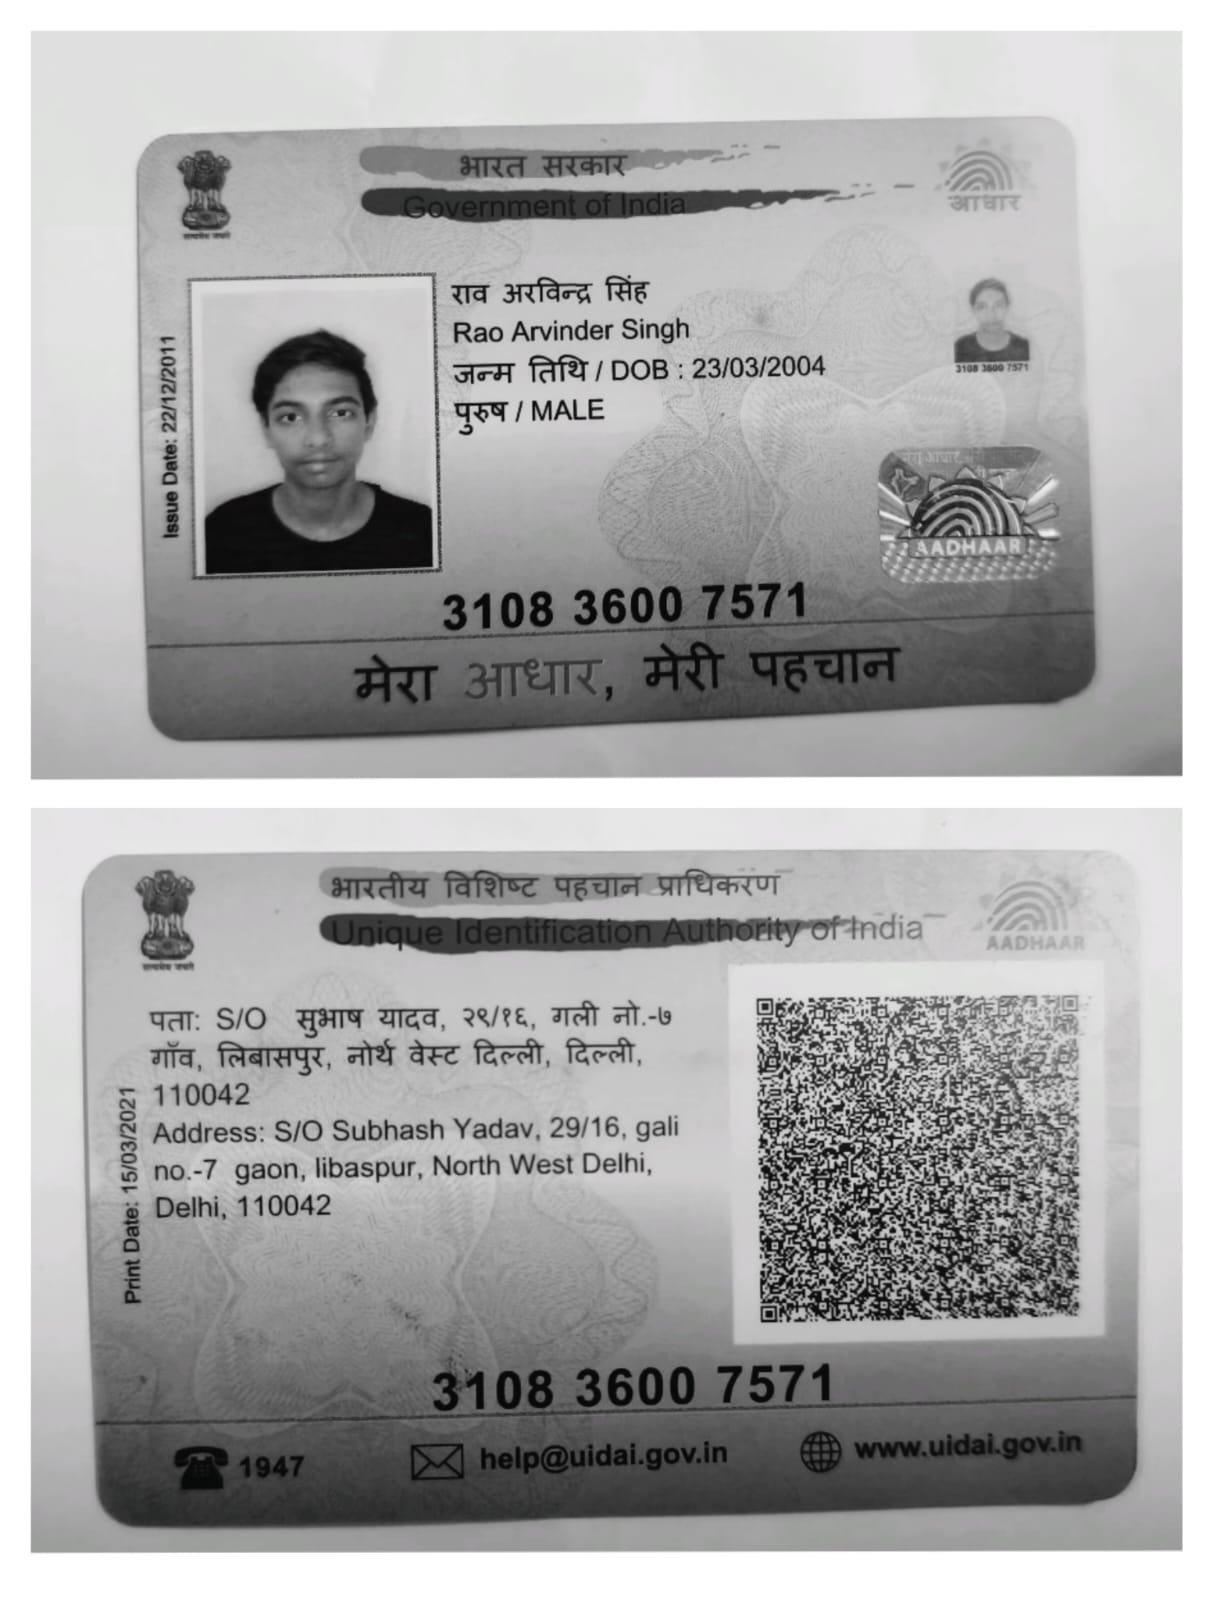 भारत सरकार
Government of India
आधार
सत्यमेव जयते
Issue Date: 22/12/2011
राव अरविन्द्र सिंह
Rao Arvinder Singh
जन्म तिथि / DOB : 23/03/2004
पुरुष / MALE
3108 3600 7571
AADHAAR
3108 3600 7571
मेरा आधार, मेरी पहचान
भारतीय विशिष्ट पहचान प्राधिकरण
Unique Identification Authority of India
AADHAAR
सत्यमेव जयते
Print Date: 15/03/2021
पता: S/O सुभाष यादव, २९/१६, गली नो.-७
गाँव, लिबासपुर, नोर्थ वेस्ट दिल्ली, दिल्ली,
110042
Address: S/O Subhash Yadav, 29/16, gali
no.-7 gaon, libaspur, North West Delhi,
Delhi, 110042
3108 3600 7571
1947
help@uidai.gov.in
www.uidai.gov.in